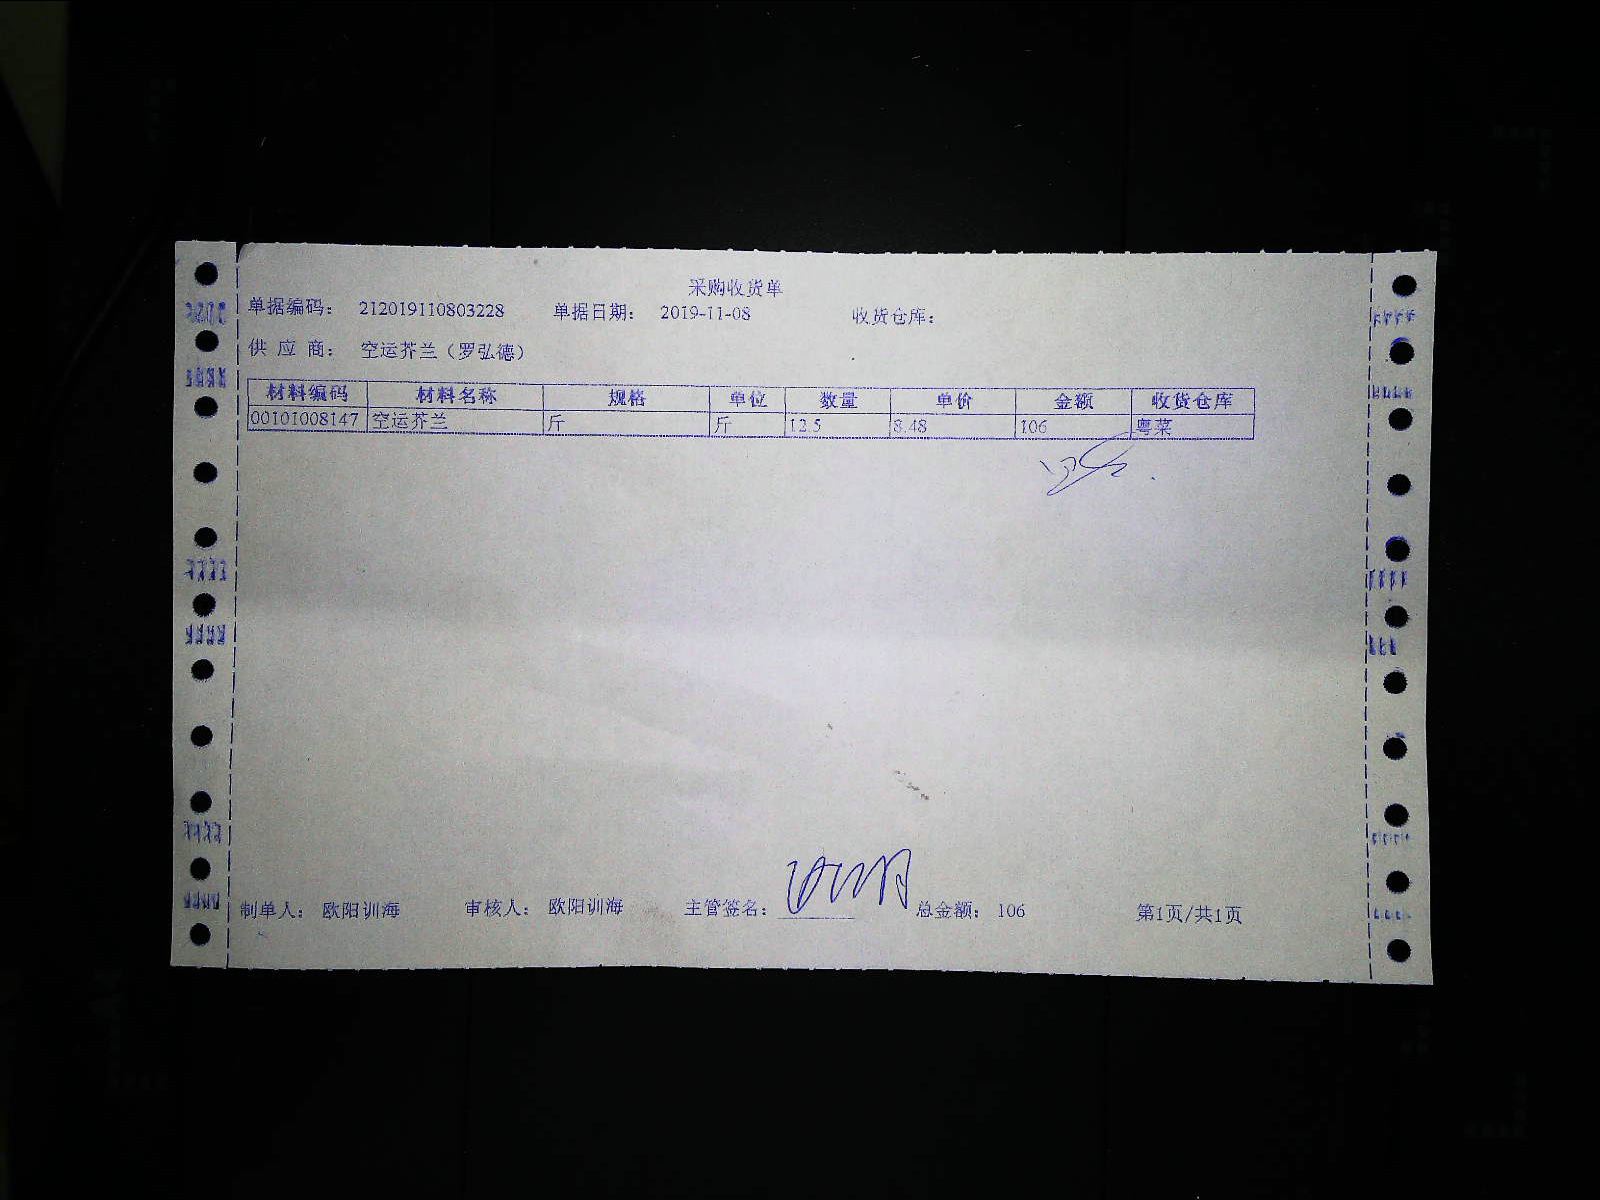 采购收货单
单据编码： 212019110803228 单据日期： 2019-11-08 收货仓库：
供 应 商： 空运芥兰（罗弘德）
材料编码 材料名称 规格 单位 数量 单价 金额 收货仓库
00101008147 空运芥兰 斤 斤 12.5 8.48 106 粤菜
制单人： 欧阳训海 审核人： 欧阳训海 主管签名： 总金额： 106 第1页/共1页